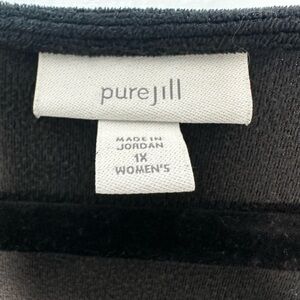 purejill
MADE IN
JORDAN
1X
WOMEN'S